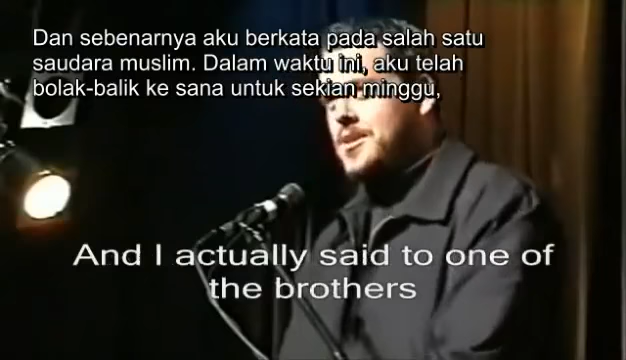 Dan sebenarnya aku berkata pada salah satu
saudara muslim. Dalam waktu ini, aku telah
bolak-balik ke sana untuk sekian minggu,
And I actually said to one of
the brothers